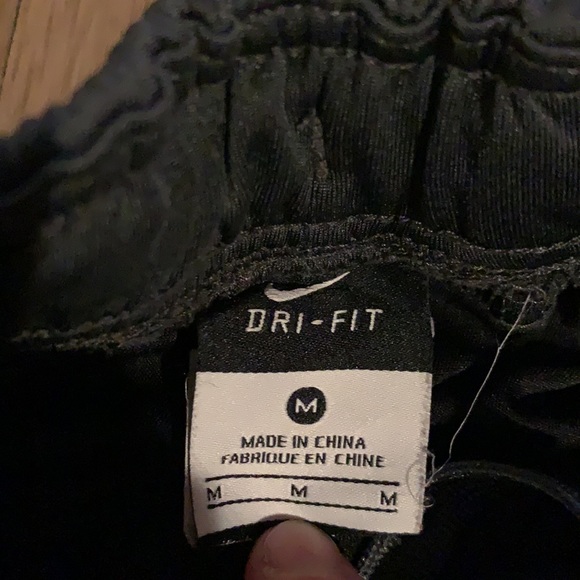 DRI-FIT
M
MADE IN CHINA
FABRIQUE EN CHINE
M M M